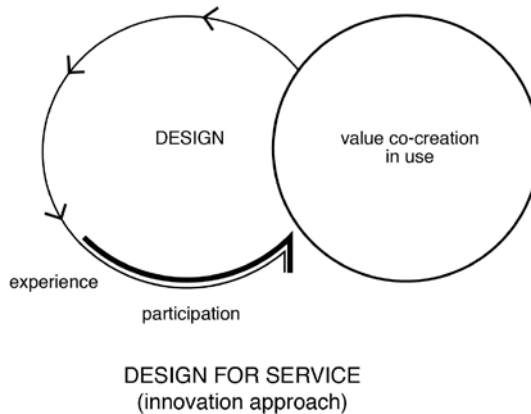 DESIGN
value co-creation
in use
experience
participation
DESIGN FOR SERVICE
(innovation approach)